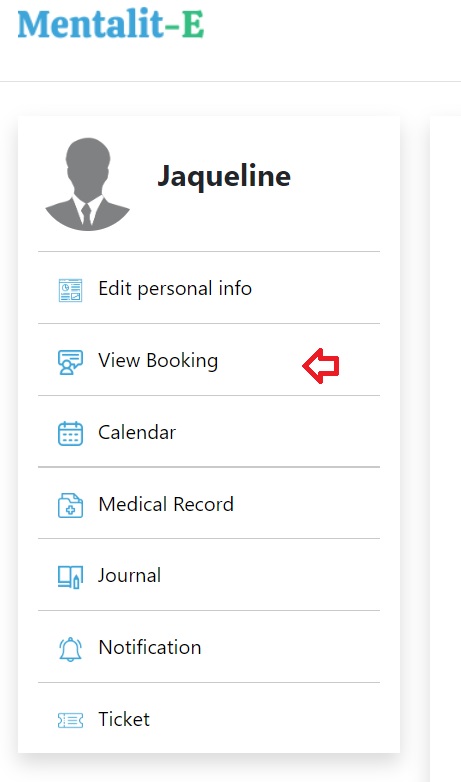 Mentalit-E
Jaqueline
Edit personal info
View Booking
Calendar
Medical Record
Journal
Notification
Ticket